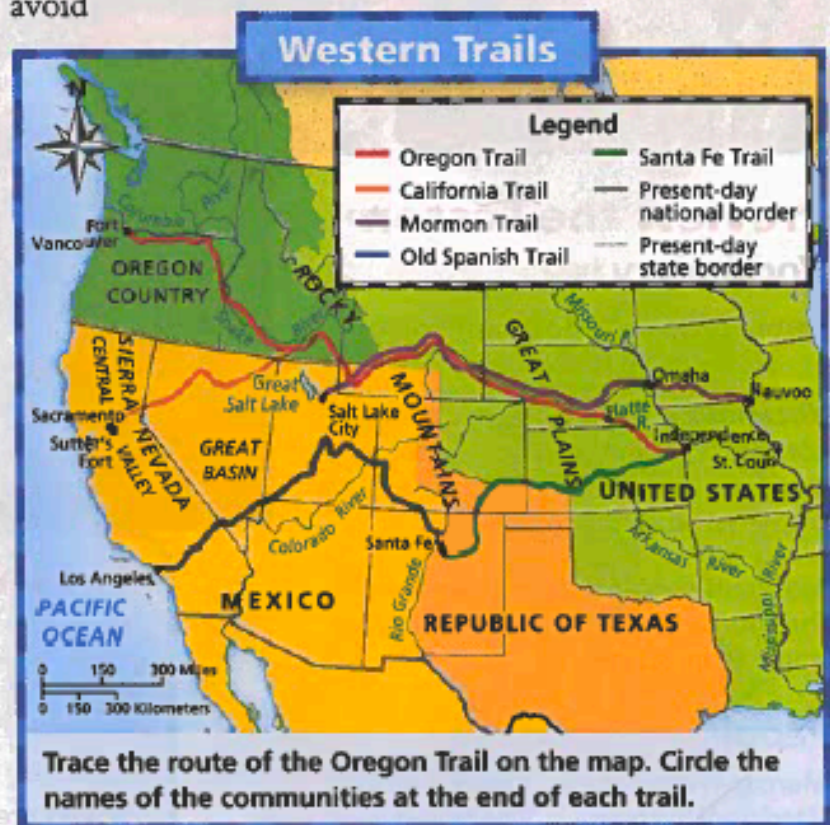 avoid
Western Trails
N
Legend
Oregon Trail
California Trail
Mormon Trail
Old Spanish Trail
Santa Fe Trail
Present-day
national border
Present-day
state border
Fort
Vancouver
Columbia River
OREGON
COUNTRY
Snake River
ROCKY
MOUNTAINS
Missouri R.
GREAT
PLAINS
Omaha
Nauvoo
Platte
R.
Independence
St. Louis
UNITED STATES
SIERRA
NEVADA
CENTRAL
VALLEY
Sacramento
Sutter's
Fort
Great
Salt Lake
Salt Lake
City
GREAT
BASIN
Colorado River
Santa Fe
Los Angeles
MEXICO
PACIFIC
OCEAN
Rio Grande
REPUBLIC OF TEXAS
Arkansas River
Mississippi River
0 150 300 Miles
0 150 300 Kilometers
Trace the route of the Oregon Trail on the map. Circle the
names of the communities at the end of each trail.